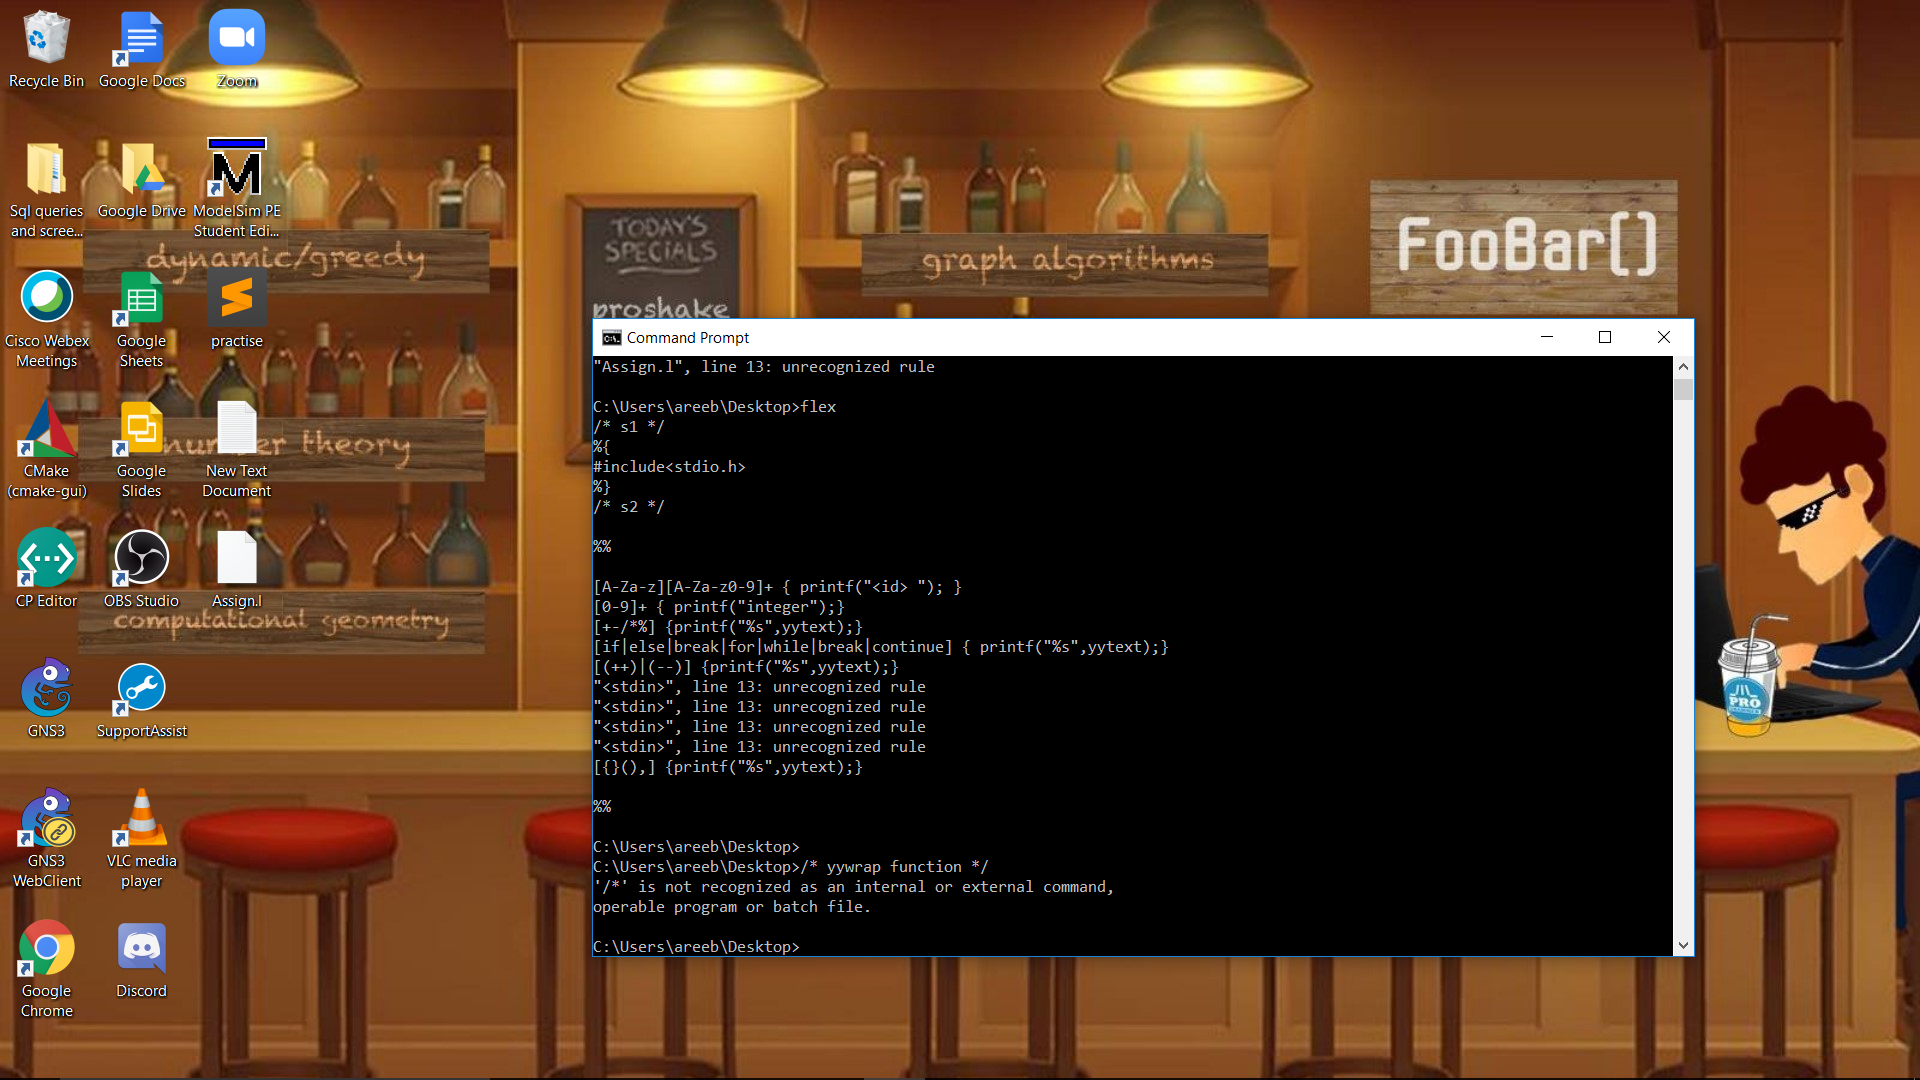 Recycle Bin
Google Docs
Zoom
Sql queries
and scree...
Google Drive
ModelSim PE
Student Edi...
Cisco Webex
Meetings
Google
Sheets
practise
CMake
(cmake-gui)
Google
Slides
New Text
Document
CP Editor
OBS Studio
Assign.l
GNS3
SupportAssist
GNS3
WebClient
VLC media
player
Google
Chrome
Discord
dynamic/greedy
number theory
computational geometry
TODAY'S
SPECIALS
proshake
graph algorithms
FooBar[]
PRO
Command Prompt
"Assign.l", line 13: unrecognized rule
C:\Users\areeb\Desktop>flex
/* s1 */
%{
#include<stdio.h>
%}
/* s2 */
%%
[A-Za-z][A-Za-z0-9]+ { printf("<id> "); }
[0-9]+ { printf("integer");}
[+-/*%] {printf("%s",yytext);}
[if|else|break|for|while|break|continue] { printf("%s",yytext);}
[(++)|(--)] {printf("%s",yytext);}
"<stdin>", line 13: unrecognized rule
"<stdin>", line 13: unrecognized rule
"<stdin>", line 13: unrecognized rule
"<stdin>", line 13: unrecognized rule
[{}(),] {printf("%s",yytext);}
%%
C:\Users\areeb\Desktop>
C:\Users\areeb\Desktop>/* yywrap function */
'/*' is not recognized as an internal or external command,
operable program or batch file.
C:\Users\areeb\Desktop>